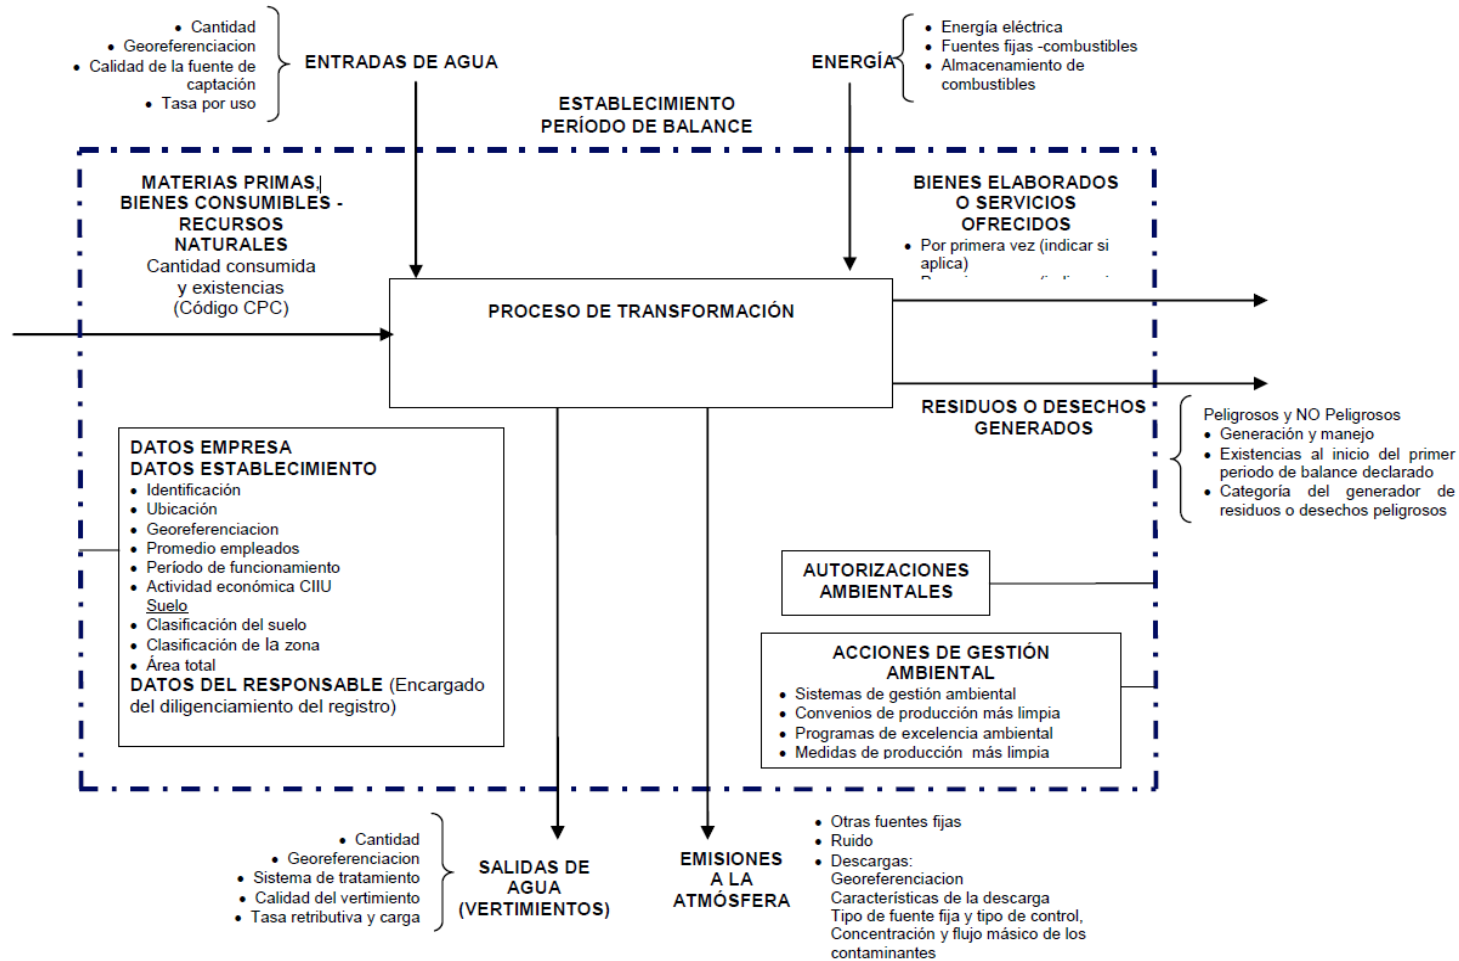 • Cantidad
• Georeferenciacion
• Calidad de la fuente de
captación
• Tasa por uso
ENTRADAS DE AGUA
ENERGÍA
• Energía eléctrica
• Fuentes fijas -combustibles
• Almacenamiento de
combustibles
ESTABLECIMIENTO
PERÍODO DE BALANCE
MATERIAS PRIMAS,
BIENES CONSUMIBLES -
RECURSOS
NATURALES
Cantidad consumida
y existencias
(Código CPC)
BIENES ELABORADOS
O SERVICIOS
OFRECIDOS
• Por primera vez (indicar si
aplica)
PROCESO DE TRANSFORMACIÓN
RESIDUOS O DESECHOS
GENERADOS
Peligrosos y NO Peligrosos
• Generación y manejo
• Existencias al inicio del primer
periodo de balance declarado
• Categoría del generador de
residuos o desechos peligrosos
DATOS EMPRESA
DATOS ESTABLECIMIENTO
• Identificación
• Ubicación
• Georeferenciacion
• Promedio empleados
• Período de funcionamiento
• Actividad económica CIIU
Suelo
• Clasificación del suelo
• Clasificación de la zona
• Área total
DATOS DEL RESPONSABLE (Encargado
del diligenciamiento del registro)
AUTORIZACIONES
AMBIENTALES
ACCIONES DE GESTIÓN
AMBIENTAL
• Sistemas de gestión ambiental
• Convenios de producción más limpia
• Programas de excelencia ambiental
• Medidas de producción más limpia
• Cantidad
• Georeferenciacion
• Sistema de tratamiento
• Calidad del vertimiento
• Tasa retributiva y carga
SALIDAS DE
AGUA
(VERTIMIENTOS)
EMISIONES
A LA
ATMÓSFERA
• Otras fuentes fijas
• Ruido
• Descargas:
Georeferenciacion
Características de la descarga
Tipo de fuente fija y tipo de control,
Concentración y flujo másico de los
contaminantes